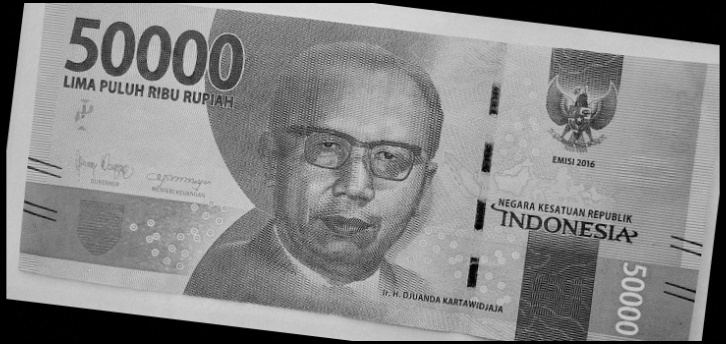 50000
LIMA PULUH RIBU RUPIAH
GUBERNUR
MENTERI KEUANGAN
EMISI 2016
NEGARA KESATUAN REPUBLIK
INDONESIA
Ir. H. DJUANDA KARTAWIDJAJA
50000